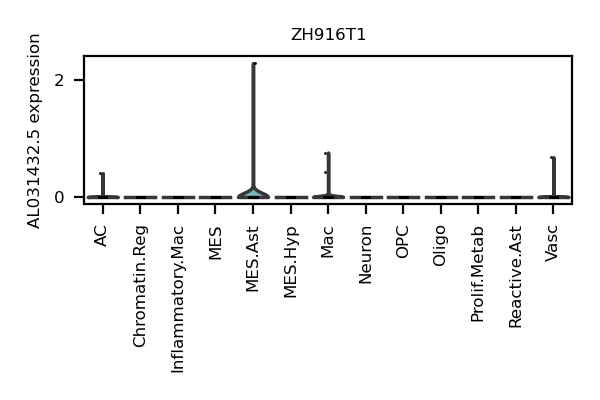 ZH916T1
AL031432.5 expression
2
0
AC
Chromatin.Reg
Inflammatory.Mac
MES
MES.Ast
MES.Hyp
Mac
Neuron
OPC
Oligo
Prolif.Metab
Reactive.Ast
Vasc